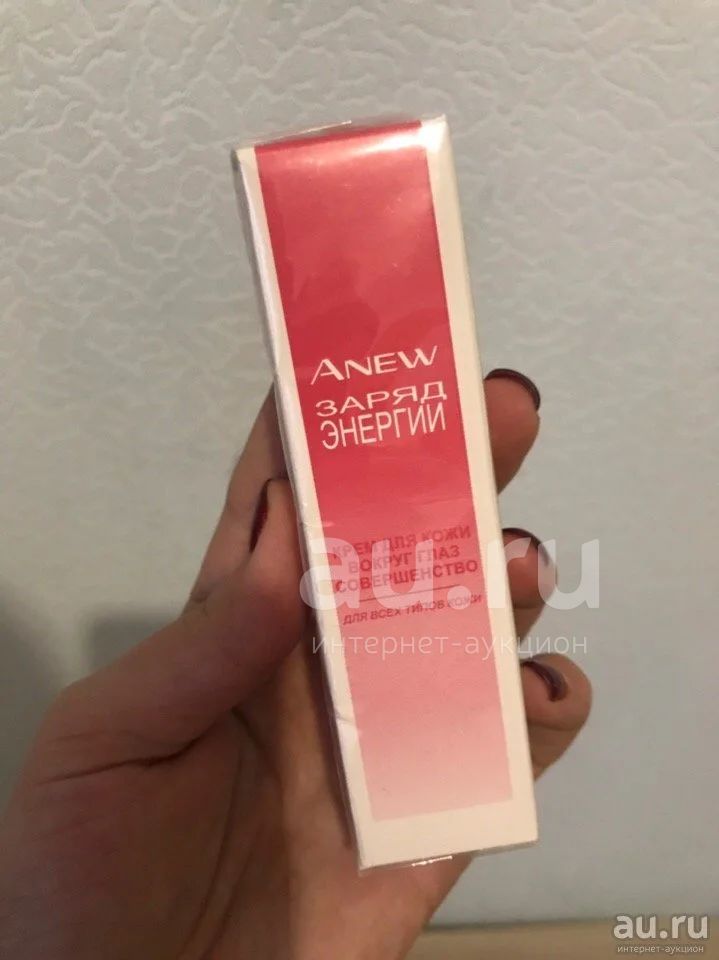 ANEW
ЗАРЯД
ЭНЕРГИИ
КРЕМ ДЛЯ КОЖИ
ВОКРУГ ГЛАЗ
СОВЕРШЕНСТВО
ДЛЯ ВСЕХ ТИПОВ КОЖИ
au.ru
интернет-аукцион
au.ru
интернет-аукцион